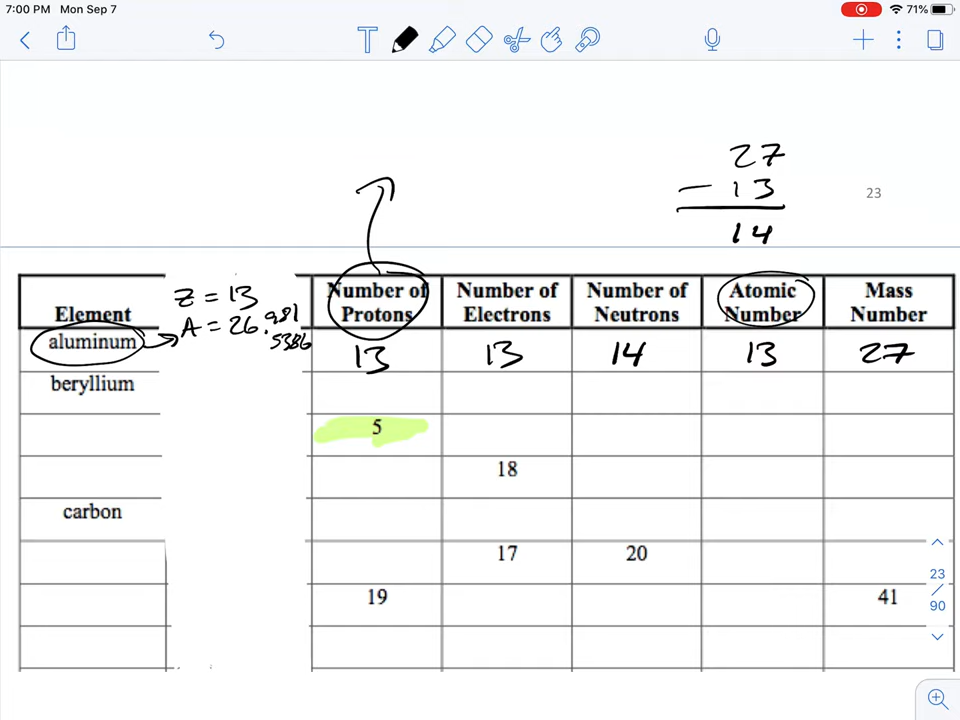 7:00 PM Mon Sep 7
71%
27
- 13
23
14
Element
Z = 13
A = 26.981
5386
Number of Protons
Number of Electrons
Number of Neutrons
Atomic Number
Mass Number
aluminum 13 13 14 13 27
beryllium
5
18
carbon
17 20
19 41
23
/
90